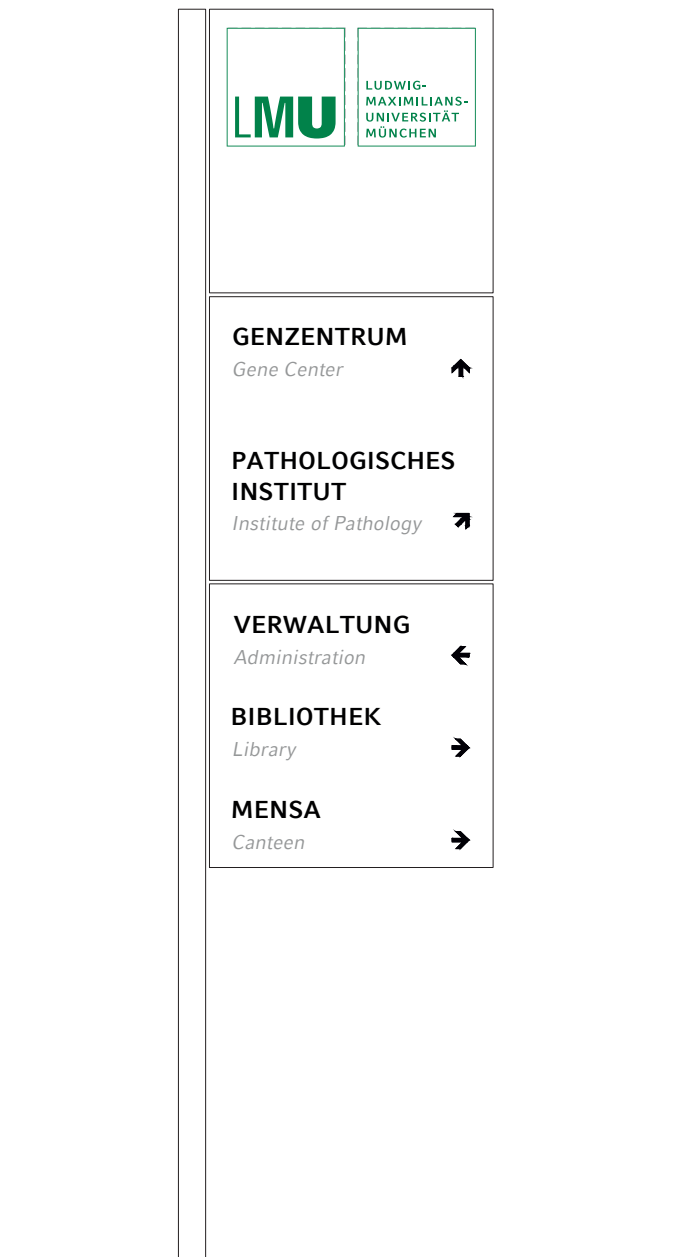 LMU
LUDWIG-
MAXIMILIANS-
UNIVERSITÄT
MÜNCHEN
GENZENTRUM
Gene Center
PATHOLOGISCHES
INSTITUT
Institute of Pathology
VERWALTUNG
Administration
BIBLIOTHEK
Library
MENSA
Canteen